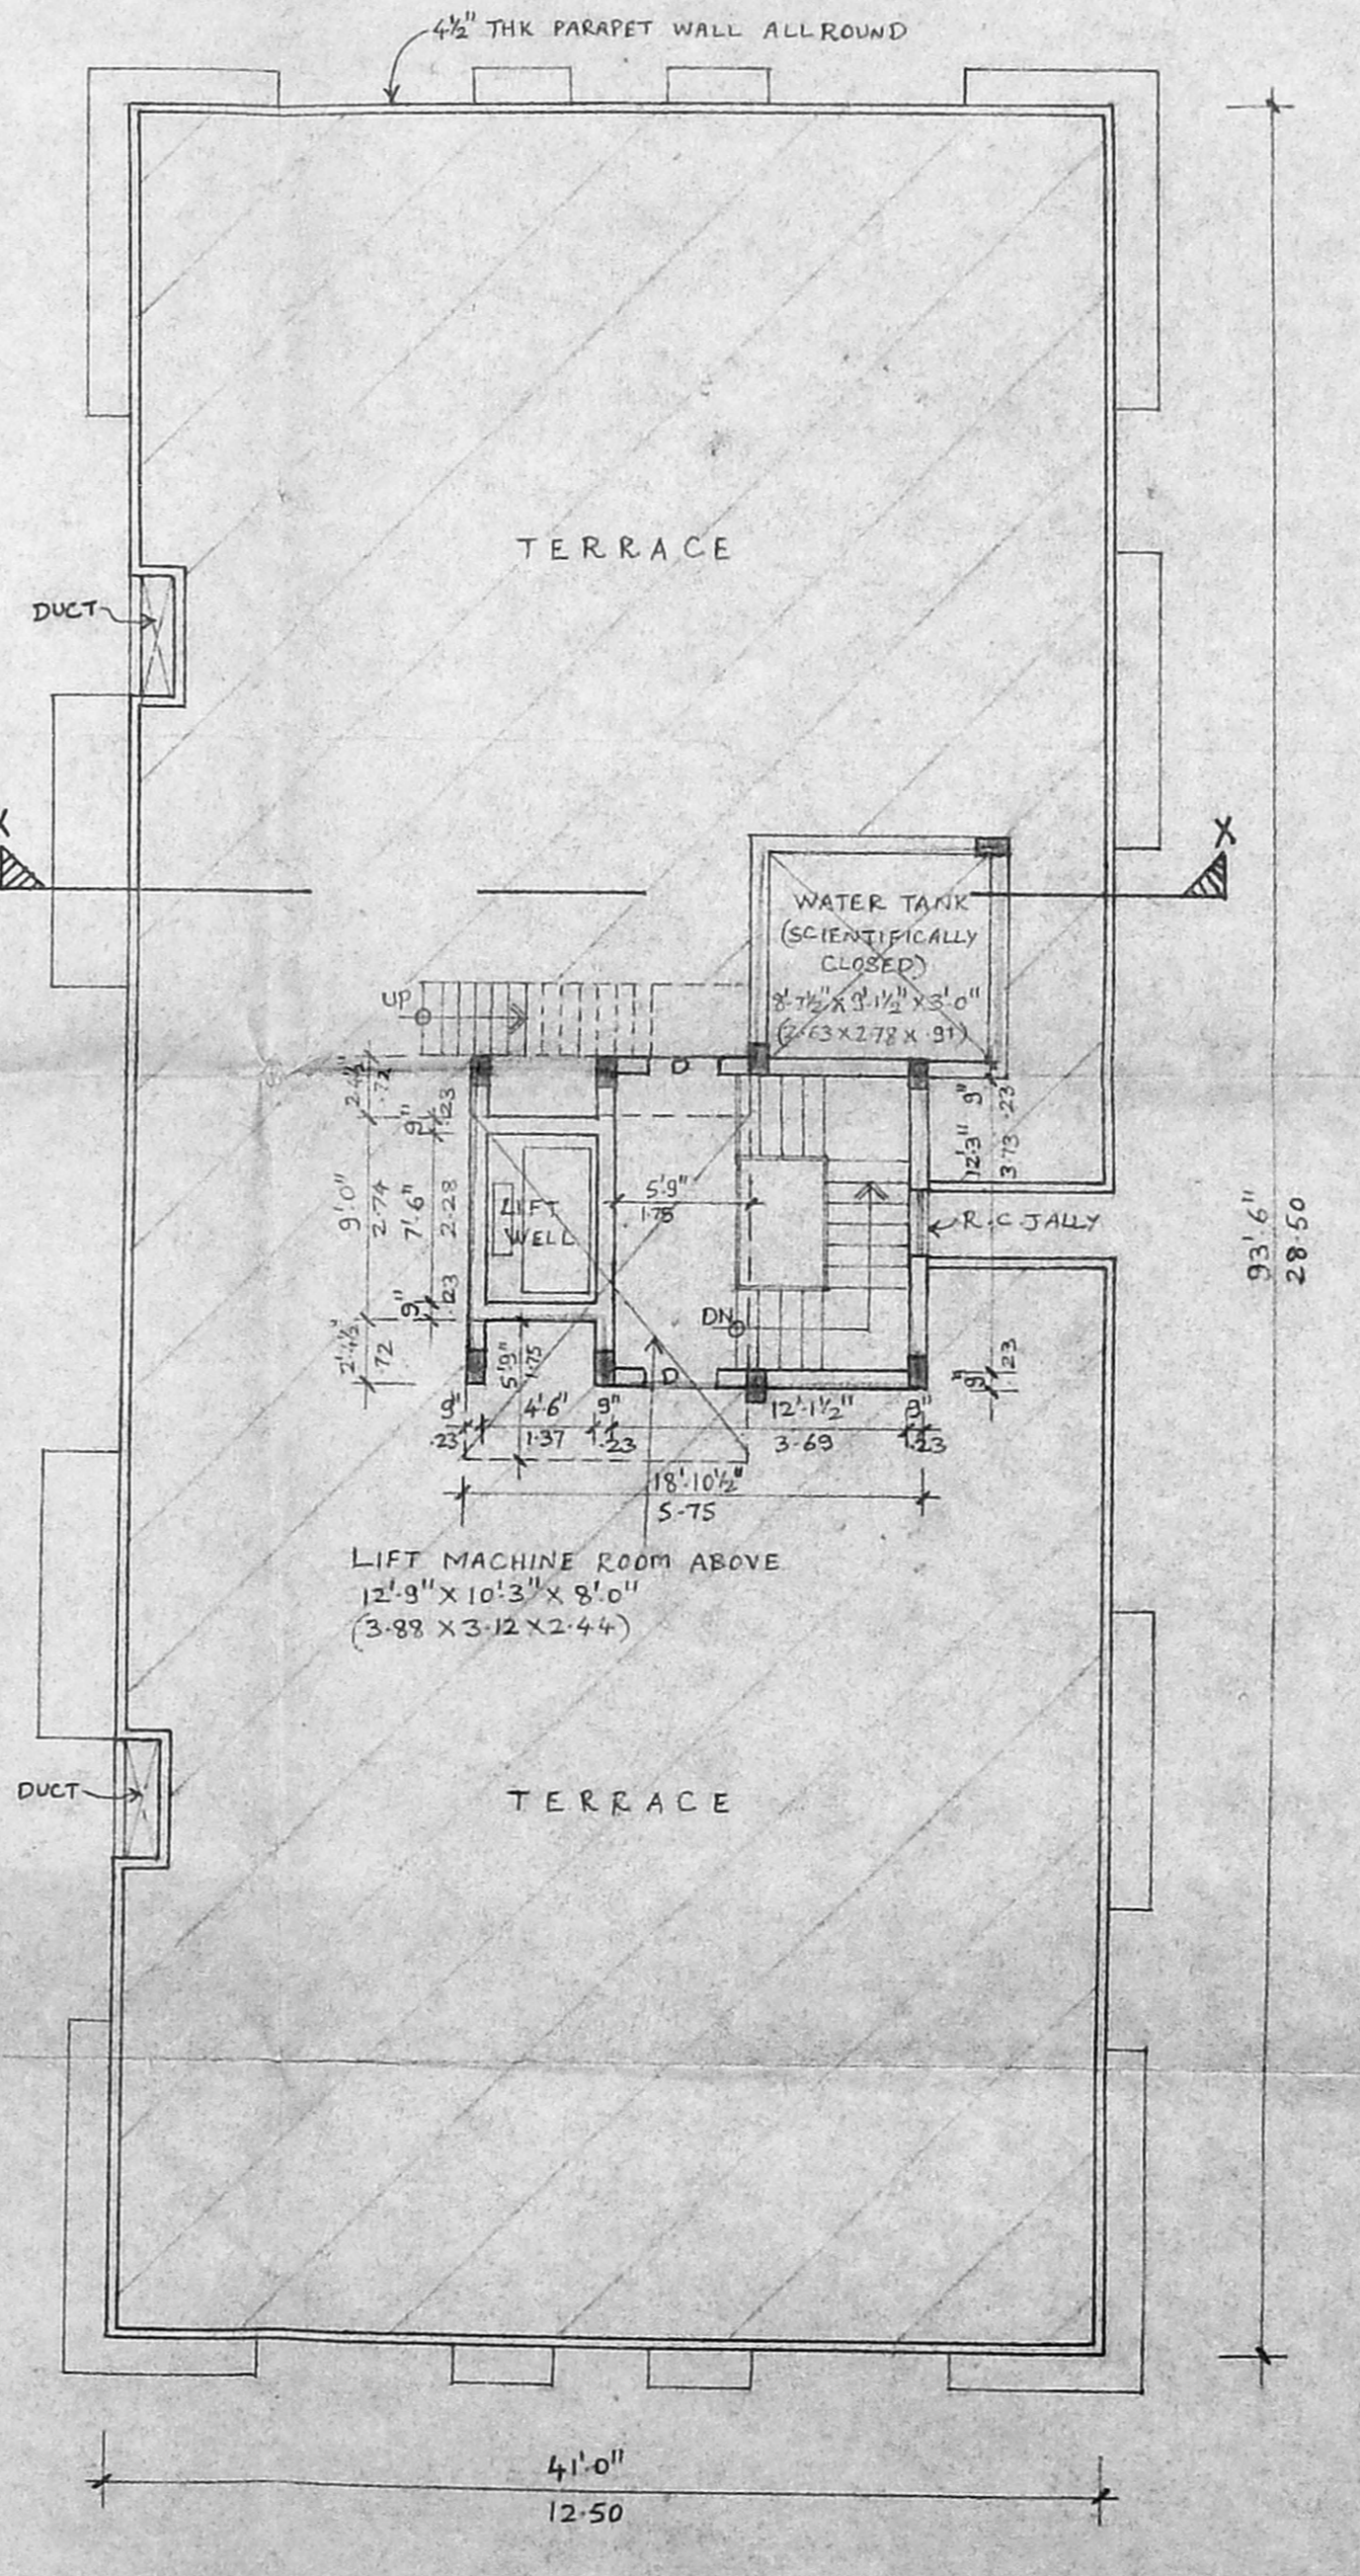 4½" THK PARAPET WALL ALLROUND
TERRACE
DUCT
X
X
WATER TANK
(SCIENTIFICALLY
CLOSED)
8'-7½" X 9'-1½" X 3'-0"
(2.63 X 2.78 X .91)
UP
D
2'-4½"
.72
9"
.23
9'-0"
2.74
7'-6"
2.28
9"
.23
2'-4½"
.72
LIFT
WELL
5'-9"
1.75
9"
.23
12'-3"
3.73
R.C JALLY
9"
.23
DN
D
5'-9"
1.75
9"
.23
4'-6"
1.37
9"
.23
12'-1½"
3.69
9"
.23
18'-10½"
5.75
93'-6"
28.50
LIFT MACHINE ROOM ABOVE
12'-9" X 10'-3" X 8'-0"
(3.88 X 3.12 X 2.44)
DUCT
TERRACE
41'-0"
12.50